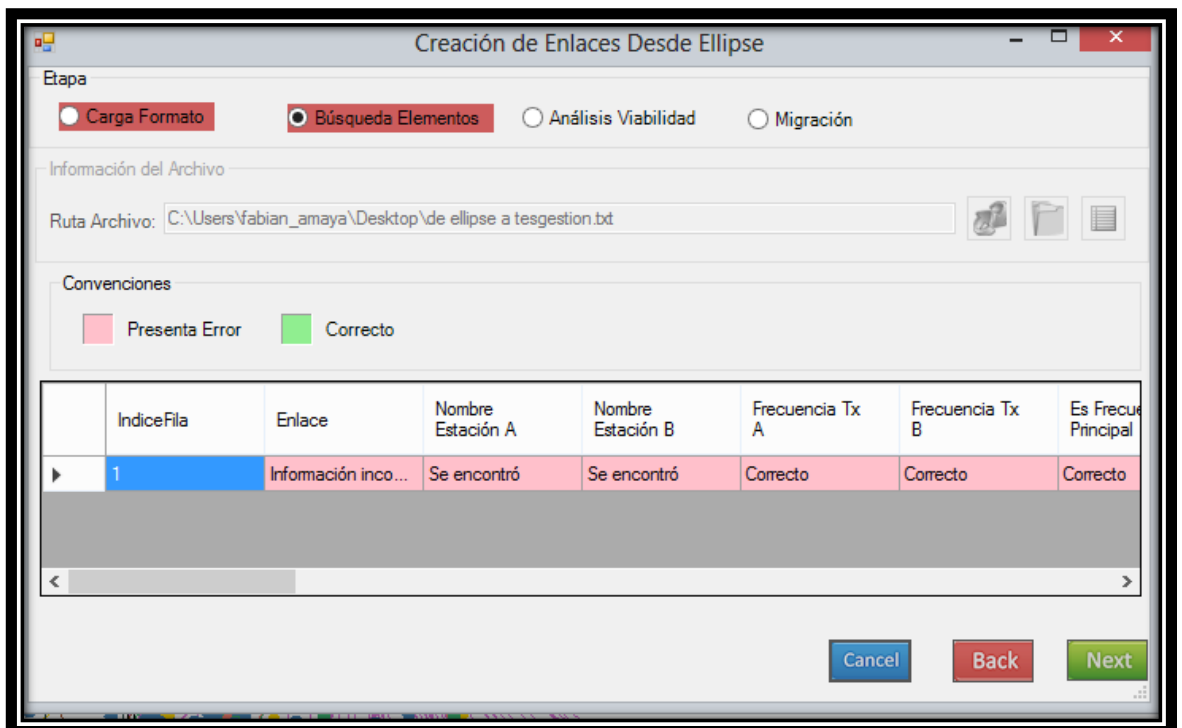 Creación de Enlaces Desde Ellipse
Etapa
Carga Formato Búsqueda Elementos Análisis Viabilidad Migración
Información del Archivo
Ruta Archivo: C:\Users\fabian_amaya\Desktop\de ellipse a tesgestion.txt
Convenciones
Presenta Error Correcto
IndiceFila Enlace Nombre Estación A Nombre Estación B Frecuencia Tx A Frecuencia Tx B Es Frecue Principal
1 Información inco... Se encontró Se encontró Correcto Correcto Correcto
Cancel Back Next